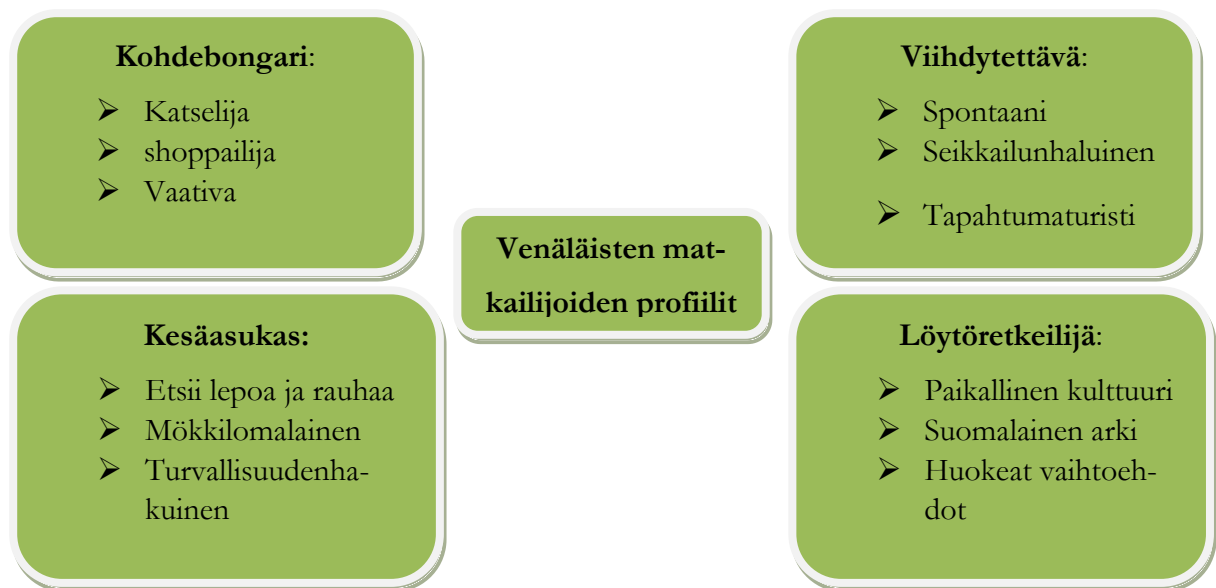 Kohdebongari:
➢ Katselija
➢ shoppailija
➢ Vaativa
Viihdytettävä:
➢ Spontaani
➢ Seikkailunhaluinen
➢ Tapahtumaturisti
Venäläisten mat-
kailijoiden profiilit
Kesäasukas:
➢ Etsii lepoa ja rauhaa
➢ Mökkilomalainen
➢ Turvallisuudenha-
kuinen
Löytöretkeilijä:
➢ Paikallinen kulttuuri
➢ Suomalainen arki
➢ Huokeat vaihtoeh-
dot